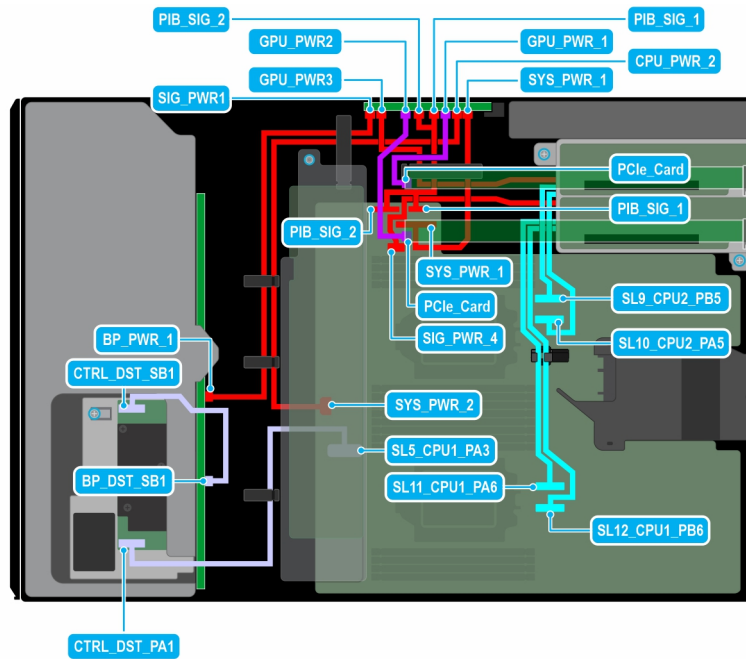 PIB_SIG_2
PIB_SIG_1
GPU_PWR2
GPU_PWR_1
CPU_PWR_2
GPU_PWR3
SYS_PWR_1
SIG_PWR1
PCIe_Card
PIB_SIG_1
PIB_SIG_2
SYS_PWR_1
PCIe_Card
SL9_CPU2_PB5
SIG_PWR_4
BP_PWR_1
SL10_CPU2_PA5
CTRL_DST_SB1
SYS_PWR_2
SL5_CPU1_PA3
BP_DST_SB1
SL11_CPU1_PA6
SL12_CPU1_PB6
CTRL_DST_PA1